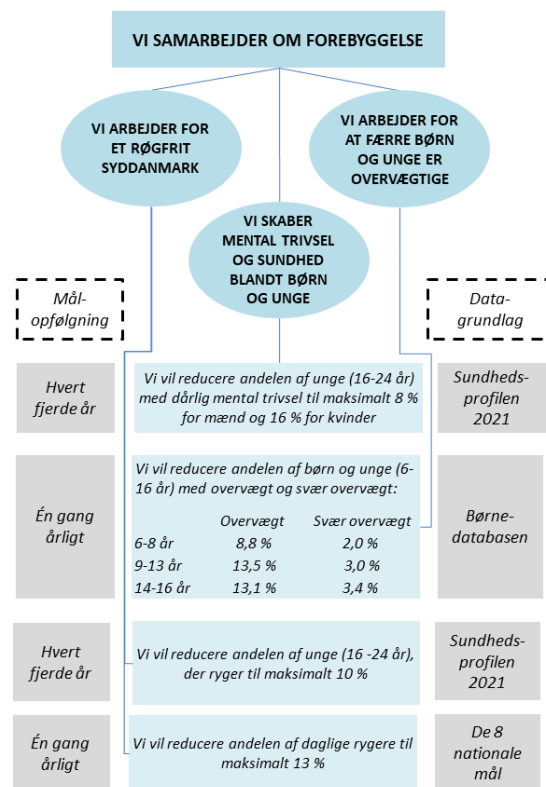 VI SAMARBEJDER OM FOREBYGGELSE
VI ARBEJDER FOR
ET RØGFRIT
SYDDANMARK
VI ARBEJDER FOR
AT FÆRRE BØRN
OG UNGE ER
OVERVÆGTIGE
VI SKABER
MENTAL TRIVSEL
OG SUNDHED
BLANDT BØRN
OG UNGE
Mål-
opfølgning
Data-
grundlag
Hvert
fjerde år
Vi vil reducere andelen af unge (16-24 år)
med dårlig mental trivsel til maksimalt 8 %
for mænd og 16 % for kvinder
Sundheds-
profilen
2021
Én gang
årligt
Vi vil reducere andelen af børn og unge (6-
16 år) med overvægt og svær overvægt:
Overvægt Svær overvægt
6-8 år 8,8 % 2,0 %
9-13 år 13,5 % 3,0 %
14-16 år 13,1 % 3,4 %
Børne-
databasen
Hvert
fjerde år
Vi vil reducere andelen af unge (16 -24 år),
der ryger til maksimalt 10 %
Sundheds-
profilen
2021
Én gang
årligt
Vi vil reducere andelen af daglige rygere til
maksimalt 13 %
De 8
nationale
mål